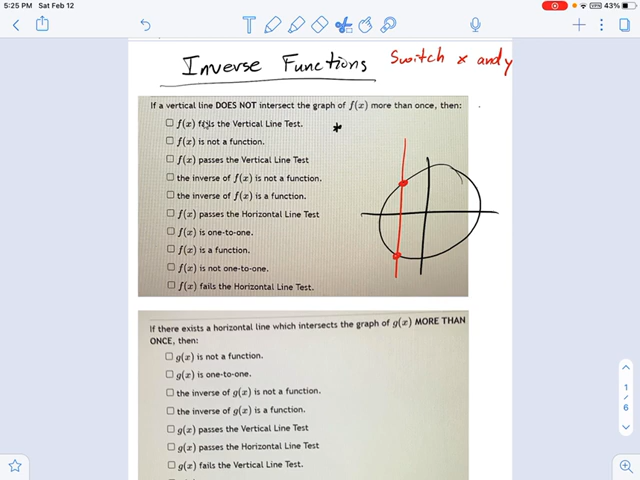 5:25 PM Sat Feb 12
VPN 43%
Inverse Functions
Switch x and y
If a vertical line DOES NOT intersect the graph of f(x) more than once, then:
f(x) fails the Vertical Line Test.
f(x) is not a function.
f(x) passes the Vertical Line Test
the inverse of f(x) is not a function.
the inverse of f(x) is a function.
f(x) passes the Horizontal Line Test
f(x) is one-to-one.
f(x) is a function.
f(x) is not one-to-one.
f(x) fails the Horizontal Line Test.
If there exists a horizontal line which intersects the graph of g(x) MORE THAN
ONCE, then:
g(x) is not a function.
g(x) is one-to-one.
the inverse of g(x) is not a function.
the inverse of g(x) is a function.
g(x) passes the Vertical Line Test
g(x) passes the Horizontal Line Test
g(x) fails the Vertical Line Test.
1
/
6